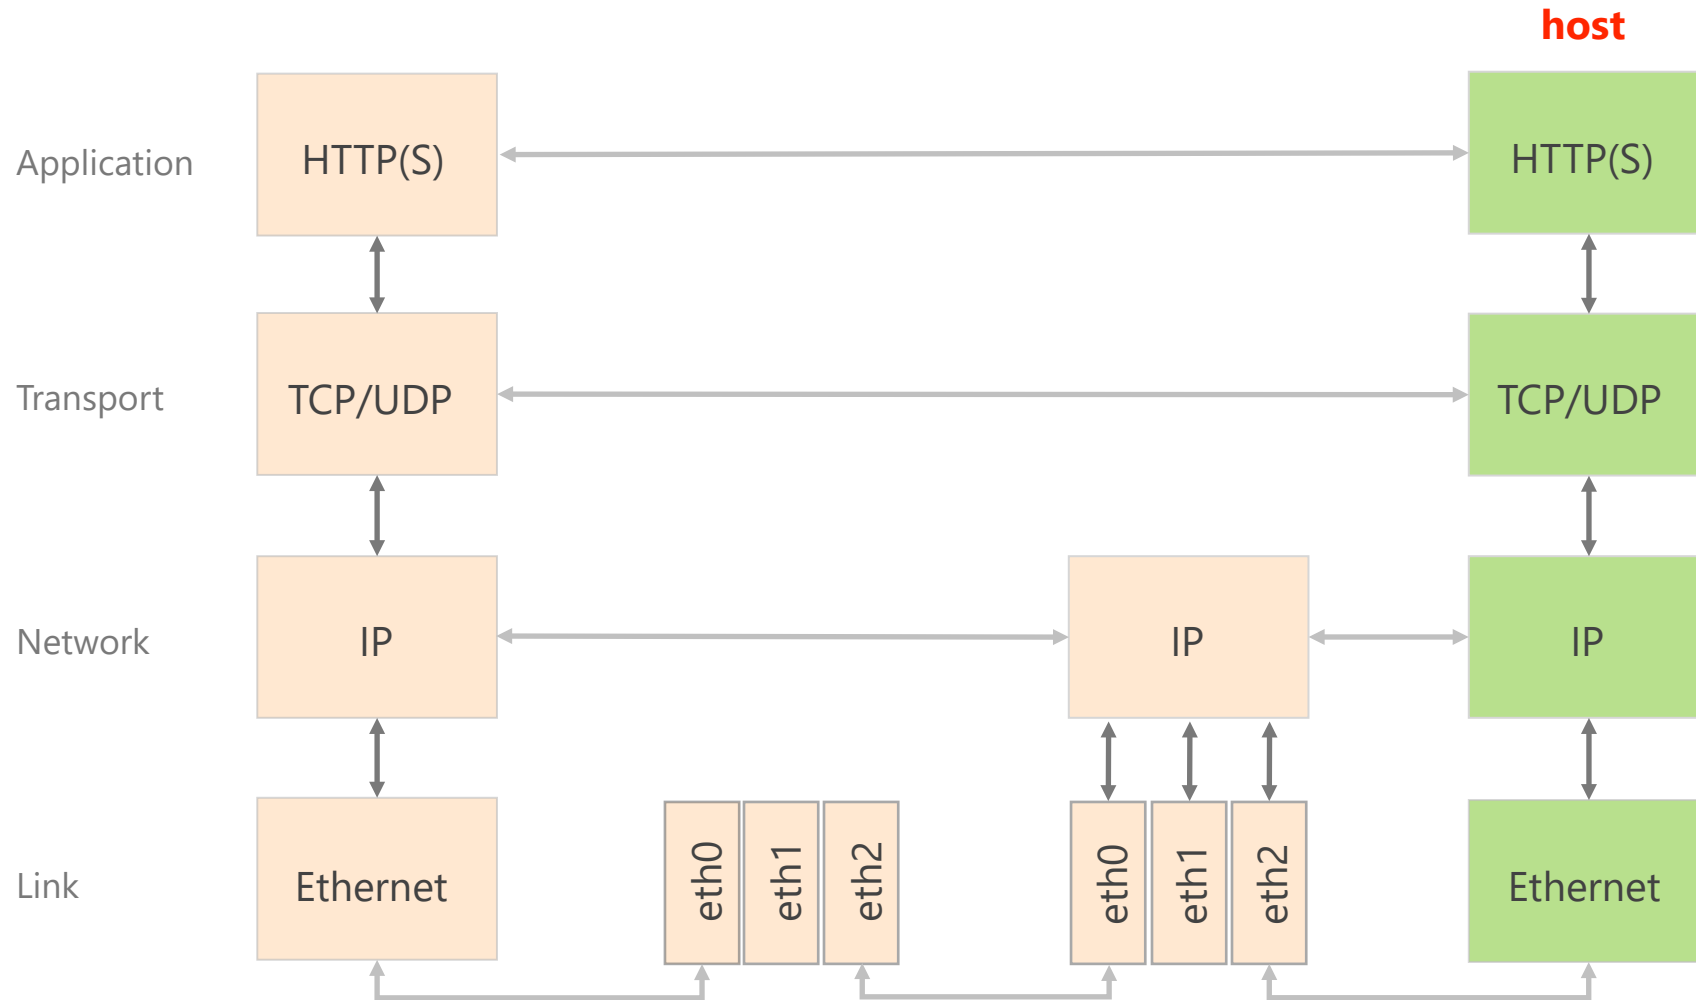 host
Application
HTTP(S)
HTTP(S)
Transport
TCP/UDP
TCP/UDP
Network
IP
IP
IP
Link
Ethernet
eth0
eth1
eth2
eth0
eth1
eth2
Ethernet